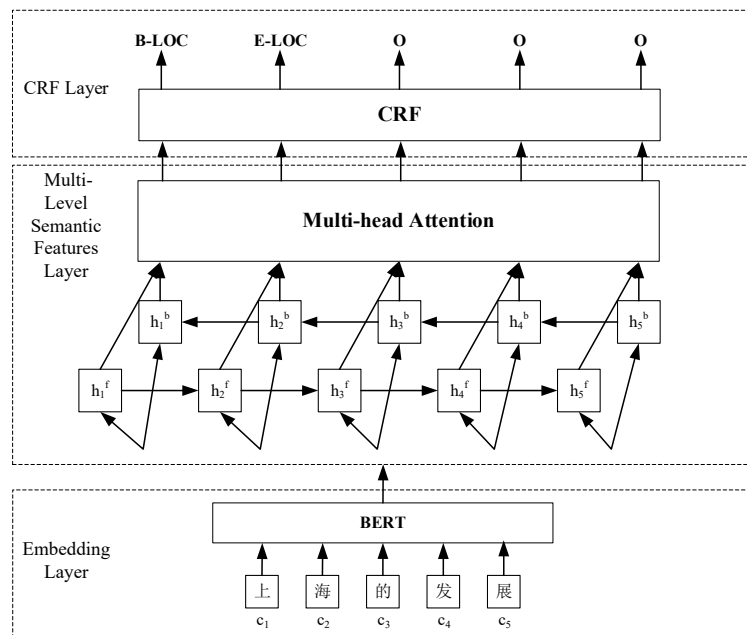 B-LOC E-LOC O O O
CRF Layer
CRF
Multi-
Level
Semantic
Features
Layer
Multi-head Attention
h₁ᵇ h₂ᵇ h₃ᵇ h₄ᵇ h₅ᵇ
h₁ᶠ h₂ᶠ h₃ᶠ h₄ᶠ h₅ᶠ
BERT
Embedding
Layer
上 海 的 发 展
c₁ c₂ c₃ c₄ c₅